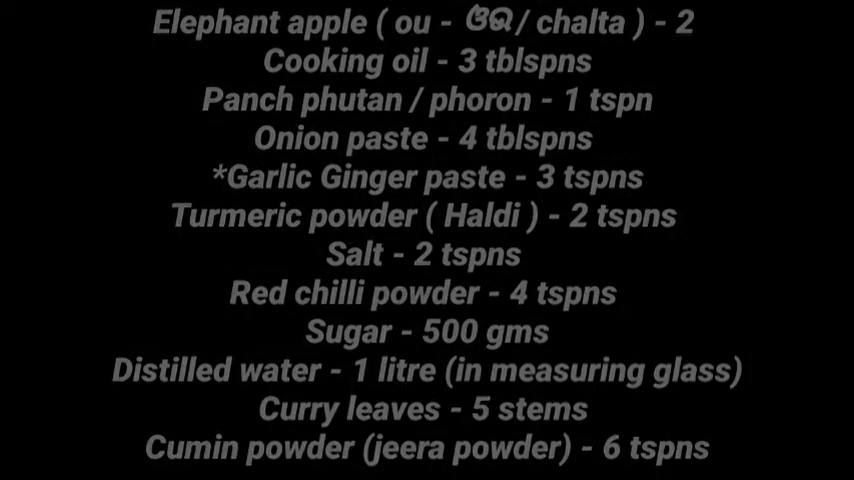 Elephant apple ( ou - ଓଉ / chalta ) - 2
Cooking oil - 3 tblspns
Panch phutan / phoron - 1 tspn
Onion paste - 4 tblspns
*Garlic Ginger paste - 3 tspns
Turmeric powder ( Haldi ) - 2 tspns
Salt - 2 tspns
Red chilli powder - 4 tspns
Sugar - 500 gms
Distilled water - 1 litre (in measuring glass)
Curry leaves - 5 stems
Cumin powder (jeera powder) - 6 tspns